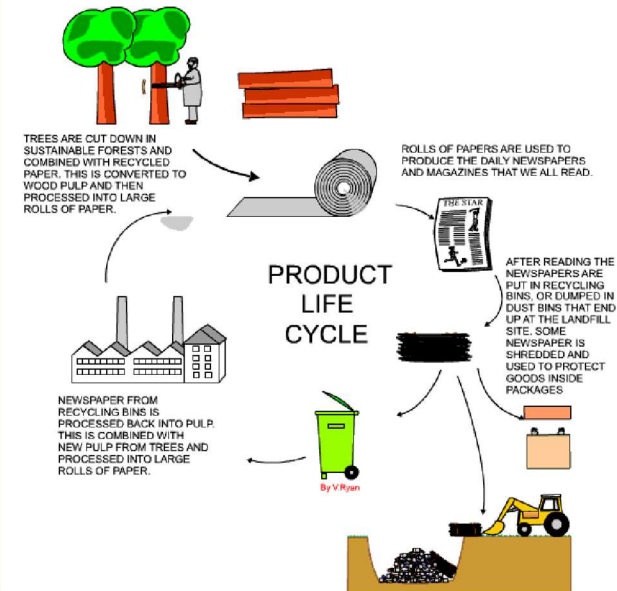 TREES ARE CUT DOWN IN
SUSTAINABLE FORESTS AND
COMBINED WITH RECYCLED
PAPER. THIS IS CONVERTED TO
WOOD PULP AND THEN
PROCESSED INTO LARGE
ROLLS OF PAPER.
ROLLS OF PAPERS ARE USED TO
PRODUCE THE DAILY NEWSPAPERS
AND MAGAZINES THAT WE ALL READ.
THE STAR
AFTER READING THE
NEWSPAPERS ARE
PUT IN RECYCLING
BINS, OR DUMPED IN
DUST BINS THAT END
UP AT THE LANDFILL
SITE. SOME
NEWSPAPER IS
SHREDDED AND
USED TO PROTECT
GOODS INSIDE
PACKAGES
PRODUCT
LIFE
CYCLE
NEWSPAPER FROM
RECYCLING BINS IS
PROCESSED BACK INTO PULP.
THIS IS COMBINED WITH
NEW PULP FROM TREES AND
PROCESSED INTO LARGE
ROLLS OF PAPER.
By V.Ryan